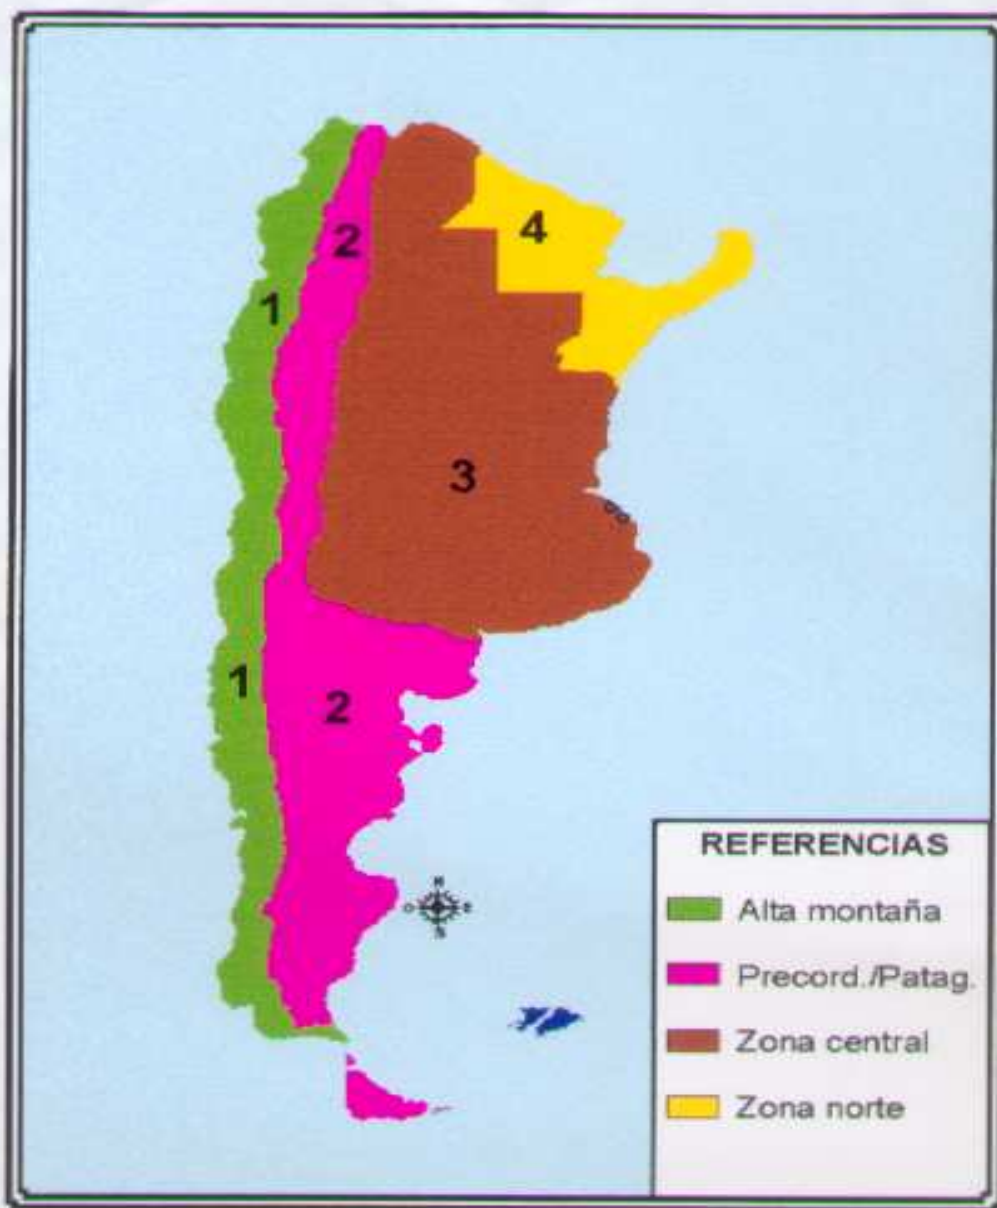 4
2
1
3
1
2
REFERENCIAS
Alta montaña
Precord./Patag.
Zona central
Zona norte
N
O E
S